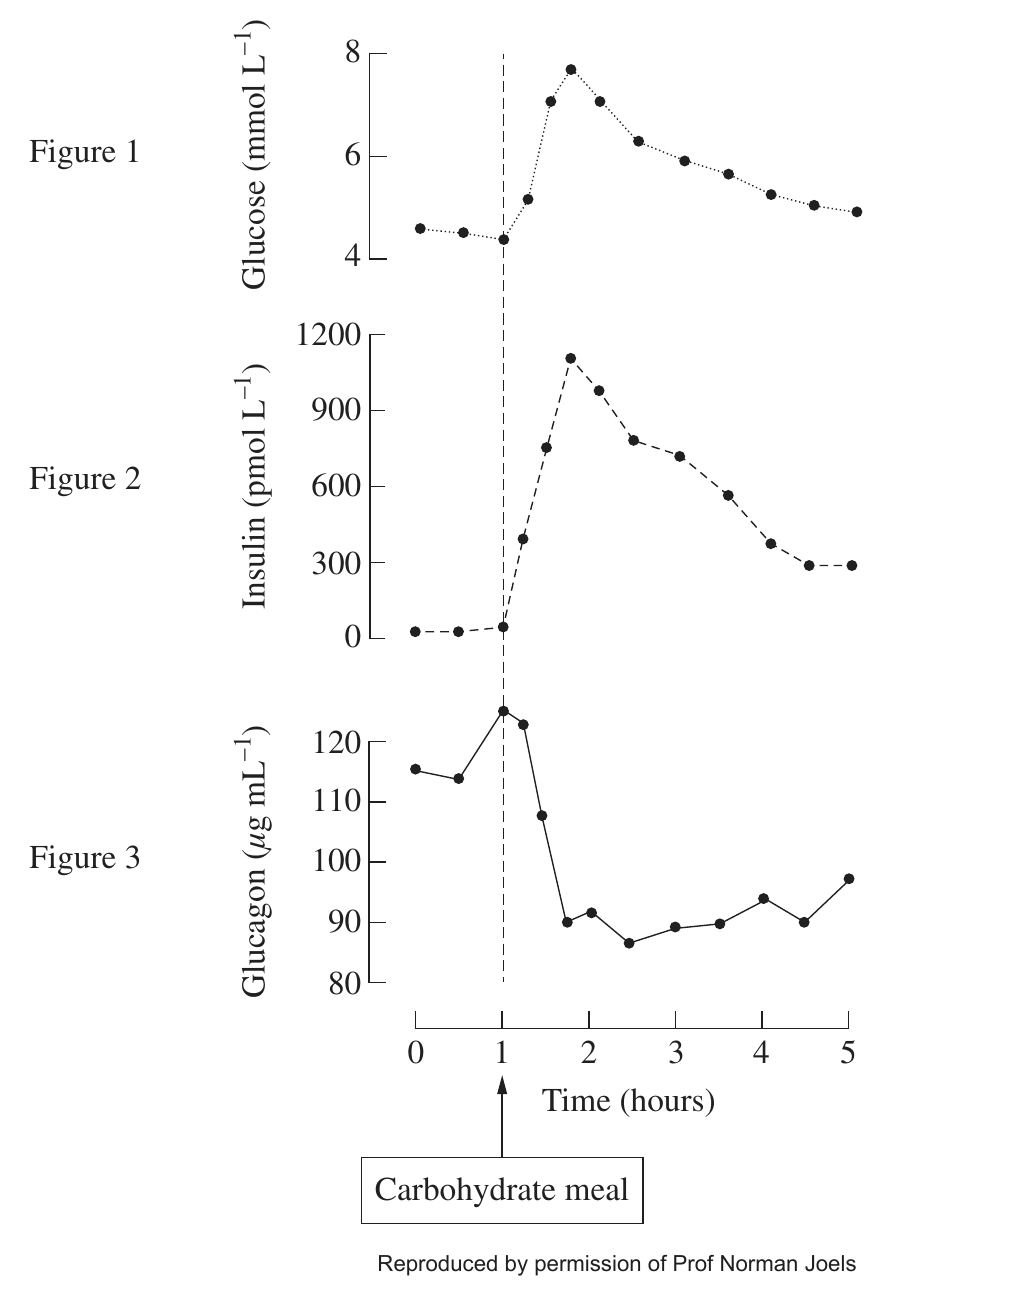 Figure 1
Glucose (mmol L⁻¹)
8
6
4
Figure 2
Insulin (pmol L⁻¹)
1200
900
600
300
0
Figure 3
Glucagon (μg mL⁻¹)
120
110
100
90
80
0 1 2 3 4 5
Time (hours)
Carbohydrate meal
Reproduced by permission of Prof Norman Joels